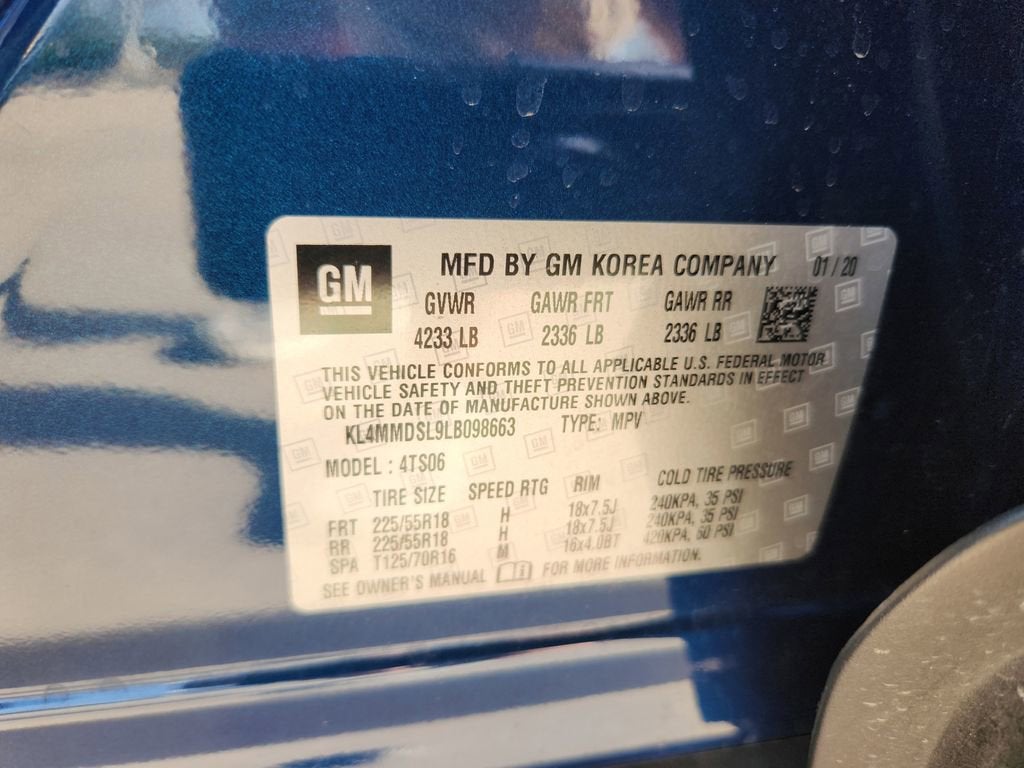 GM
MFD BY GM KOREA COMPANY 01/20
GVWR GAWR FRT GAWR RR
4233 LB 2336 LB 2336 LB
THIS VEHICLE CONFORMS TO ALL APPLICABLE U.S. FEDERAL MOTOR
VEHICLE SAFETY AND THEFT PREVENTION STANDARDS IN EFFECT
ON THE DATE OF MANUFACTURE SHOWN ABOVE.
KL4MMDSL9LB098663 TYPE: MPV
MODEL : 4TS06
TIRE SIZE SPEED RTG RIM COLD TIRE PRESSURE
FRT 225/55R18 H 18x7.5J 240KPA, 35 PSI
RR 225/55R18 H 18x7.5J 240KPA, 35 PSI
SPA T125/70R16 M 16x4.0BT 420KPA, 60 PSI
SEE OWNER'S MANUAL FOR MORE INFORMATION.